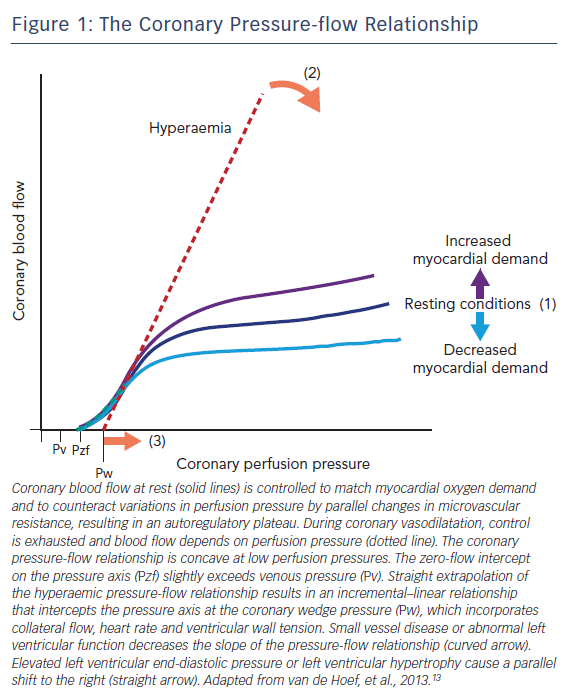 Figure 1: The Coronary Pressure-flow Relationship
(2)
Hyperaemia
Coronary blood flow
Increased
myocardial demand
Resting conditions (1)
Decreased
myocardial demand
(3)
Pv Pzf
Pw
Coronary perfusion pressure
Coronary blood flow at rest (solid lines) is controlled to match myocardial oxygen demand
and to counteract variations in perfusion pressure by parallel changes in microvascular
resistance, resulting in an autoregulatory plateau. During coronary vasodilatation, control
is exhausted and blood flow depends on perfusion pressure (dotted line). The coronary
pressure-flow relationship is concave at low perfusion pressures. The zero-flow intercept
on the pressure axis (Pzf) slightly exceeds venous pressure (Pv). Straight extrapolation of
the hyperaemic pressure-flow relationship results in an incremental–linear relationship
that intercepts the pressure axis at the coronary wedge pressure (Pw), which incorporates
collateral flow, heart rate and ventricular wall tension. Small vessel disease or abnormal left
ventricular function decreases the slope of the pressure-flow relationship (curved arrow).
Elevated left ventricular end-diastolic pressure or left ventricular hypertrophy cause a parallel
shift to the right (straight arrow). Adapted from van de Hoef, et al., 2013.¹³